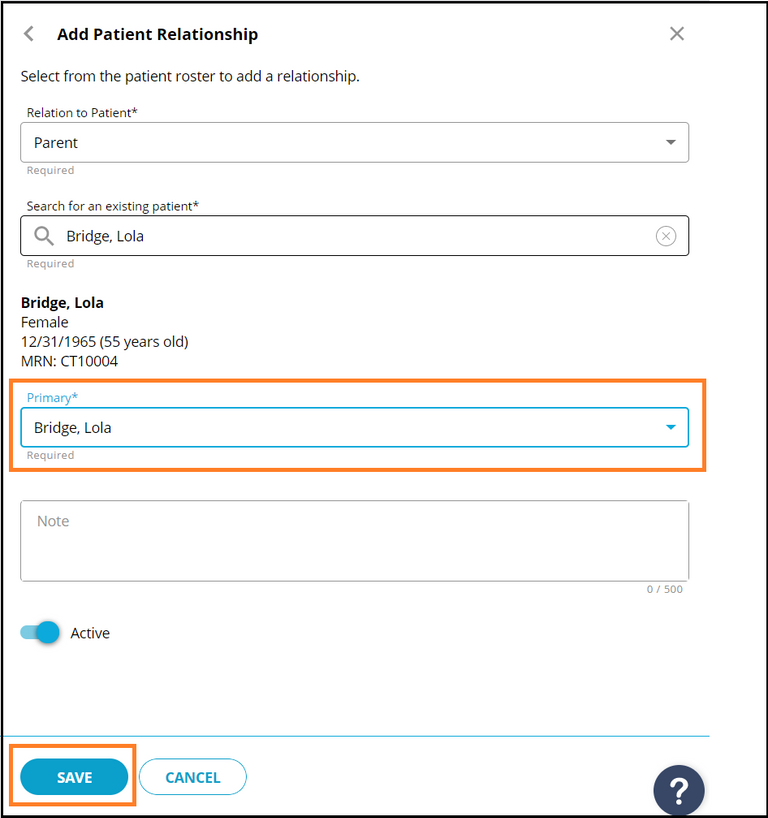 Add Patient Relationship
Select from the patient roster to add a relationship.
Relation to Patient*
Parent
Required
Search for an existing patient*
Bridge, Lola
Required
Bridge, Lola
Female
12/31/1965 (55 years old)
MRN: CT10004
Primary*
Bridge, Lola
Required
Note
0 / 500
Active
SAVE CANCEL
?